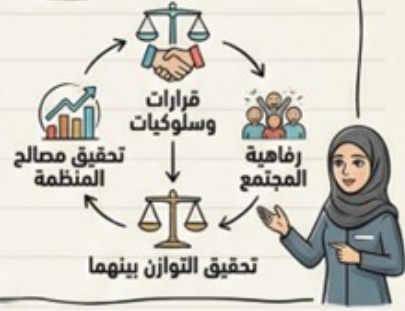 قرارات
وسلوكيات
رفاهية
المجتمع
تحقيق مصالح
المنظمة
تحقيق التوازن بينهما